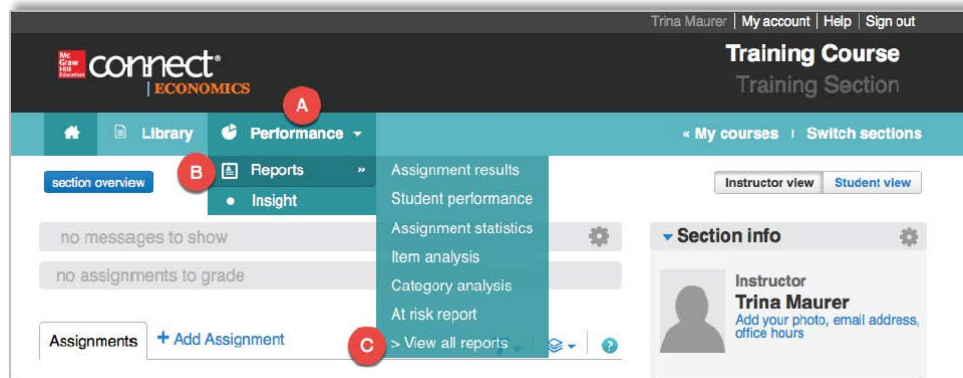 Trina Maurer | My account | Help | Sign out
Mc
Graw
Hill
Education
connect®
| ECONOMICS
Training Course
Training Section
A
Library
Performance
« My courses | Switch sections
B
Reports »
Insight
Assignment results
Student performance
Assignment statistics
Item analysis
Category analysis
At risk report
C
> View all reports
section overview
Instructor view
Student view
no messages to show
no assignments to grade
Assignments
+ Add Assignment
?
Section info
Instructor
Trina Maurer
Add your photo, email address,
office hours